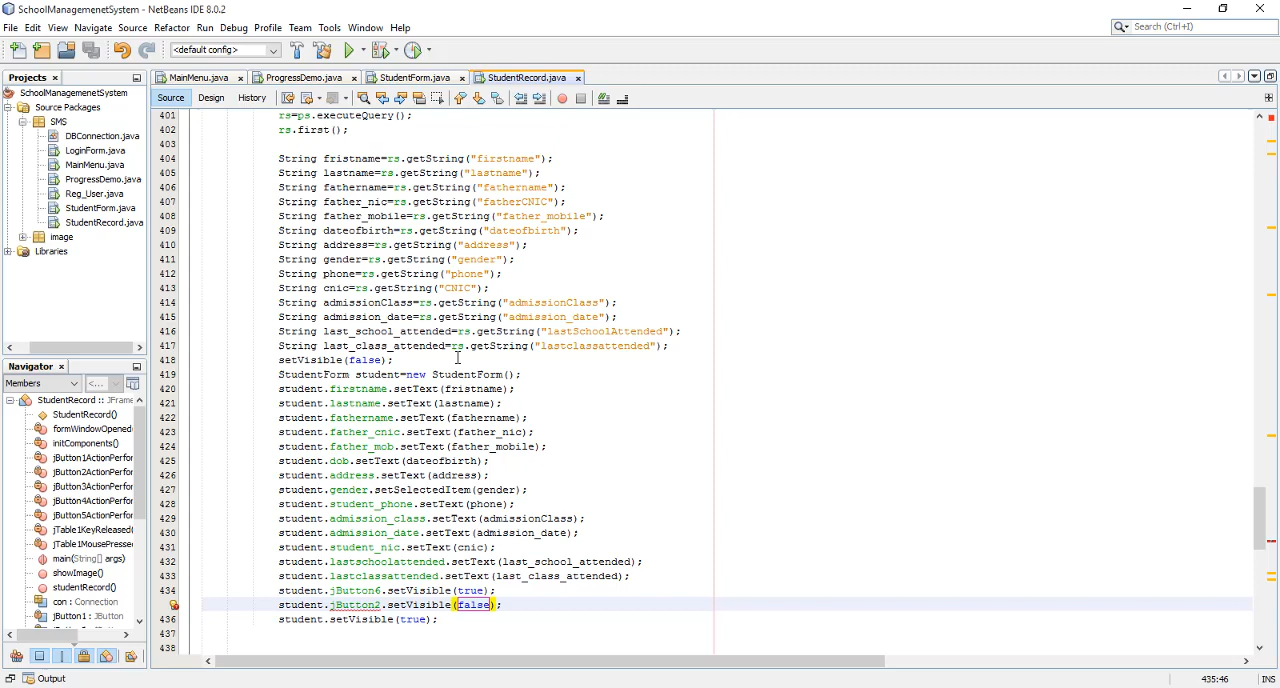 SchoolManagemenetSystem - NetBeans IDE 8.0.2
File Edit View Navigate Source Refactor Run Debug Profile Team Tools Window Help
Search (Ctrl+I)
<default config>
Projects
MainMenu.java ProgressDemo.java StudentForm.java StudentRecord.java
Source Design History
SchoolManagemenetSystem
Source Packages
SMS
DBConnection.java
LoginForm.java
MainMenu.java
ProgressDemo.java
Reg_User.java
StudentForm.java
StudentRecord.java
image
Libraries
Navigator
Members <...
StudentRecord :: JFrame
StudentRecord()
formWindowOpened
initComponents()
jButton1ActionPerfor
jButton2ActionPerfor
jButton3ActionPerfor
jButton4ActionPerfor
jButton5ActionPerfor
jTable1KeyReleased(
jTable1MousePressed
main(String[] args)
showImage()
studentRecord()
con : Connection
jButton1 : JButton
401 rs=ps.executeQuery();
402 rs.first();
403
404 String fristname=rs.getString("firstname");
405 String lastname=rs.getString("lastname");
406 String fathername=rs.getString("fathername");
407 String father_nic=rs.getString("fatherCNIC");
408 String father_mobile=rs.getString("father_mobile");
409 String dateofbirth=rs.getString("dateofbirth");
410 String address=rs.getString("address");
411 String gender=rs.getString("gender");
412 String phone=rs.getString("phone");
413 String cnic=rs.getString("CNIC");
414 String admissionClass=rs.getString("admissionClass");
415 String admission_date=rs.getString("admission_date");
416 String last_school_attended=rs.getString("lastSchoolAttended");
417 String last_class_attended=rs.getString("lastclassattended");
418 setVisible(false);
419 StudentForm student=new StudentForm();
420 student.firstname.setText(fristname);
421 student.lastname.setText(lastname);
422 student.fathername.setText(fathername);
423 student.father_cnic.setText(father_nic);
424 student.father_mob.setText(father_mobile);
425 student.dob.setText(dateofbirth);
426 student.address.setText(address);
427 student.gender.setSelectedItem(gender);
428 student.student_phone.setText(phone);
429 student.admission_class.setText(admissionClass);
430 student.admission_date.setText(admission_date);
431 student.student_nic.setText(cnic);
432 student.lastschoolattended.setText(last_school_attended);
433 student.lastclassattended.setText(last_class_attended);
434 student.jButton6.setVisible(true);
student.jButton2.setVisible(false);
436 student.setVisible(true);
437
438
Output
435:46 INS